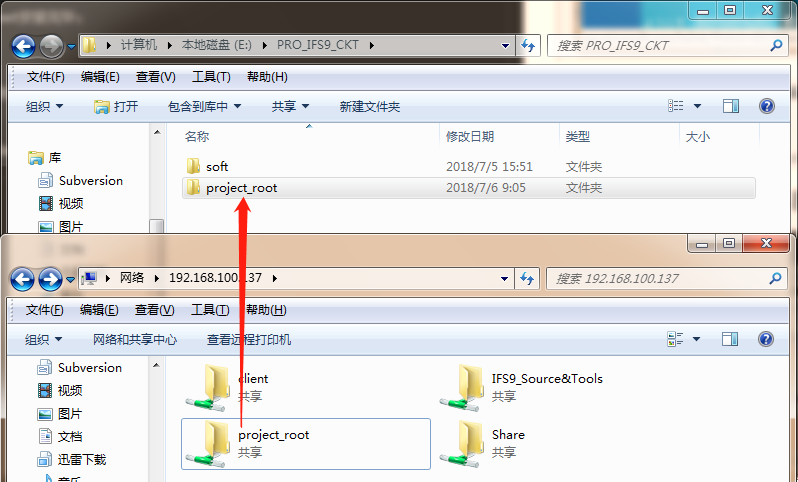 计算机 本地磁盘 (E:) PRO_IFS9_CKT 搜索 PRO_IFS9_CKT
文件(F) 编辑(E) 查看(V) 工具(T) 帮助(H)
组织 打开 包含到库中 共享 新建文件夹
名称 修改日期 类型 大小
库
Subversion
视频
图片
soft 2018/7/5 15:51 文件夹
project_root 2018/7/6 9:05 文件夹
网络 192.168.100.137 搜索 192.168.100.137
文件(F) 编辑(E) 查看(V) 工具(T) 帮助(H)
组织 网络和共享中心 查看远程打印机
Subversion
视频
图片
文档
迅雷下载
音乐
client
共享
IFS9_Source&Tools
共享
project_root
共享
Share
共享